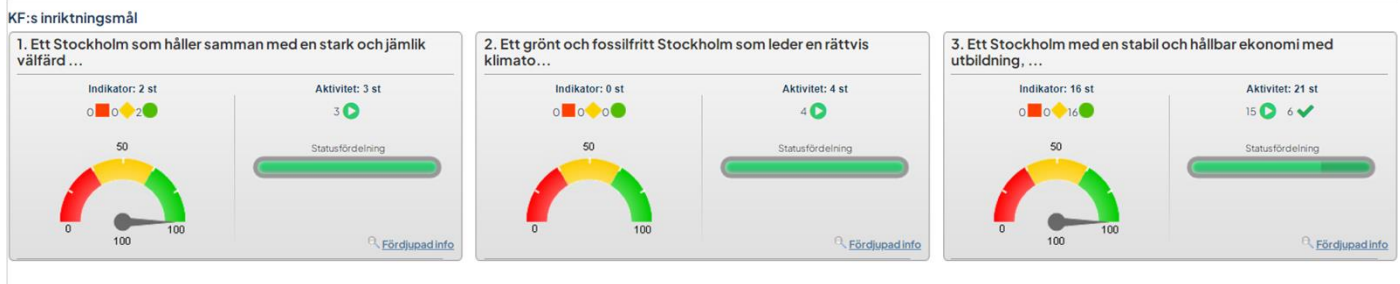 KF:s inriktningsmål
1. Ett Stockholm som håller samman med en stark och jämlik
välfärd ...
Indikator: 2 st
Aktivitet: 3 st
0 0 2
3
50
Statusfördelning
0
100
100
Fördjupad info
2. Ett grönt och fossilfritt Stockholm som leder en rättvis
klimato...
Indikator: 0 st
Aktivitet: 4 st
0 0 0
4
50
Statusfördelning
0
100
Fördjupad info
3. Ett Stockholm med en stabil och hållbar ekonomi med
utbildning, ...
Indikator: 16 st
Aktivitet: 21 st
0 0 16
15 6
50
Statusfördelning
0
100
100
Fördjupad info